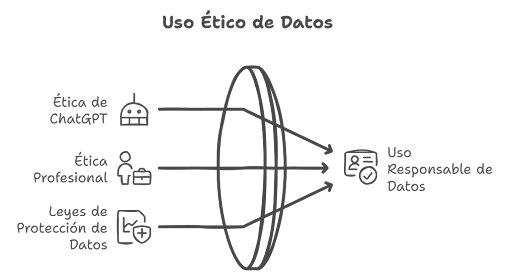 Uso Ético de Datos
Ética de
ChatGPT
Ética
Profesional
Leyes de
Protección de
Datos
Uso
Responsable de
Datos